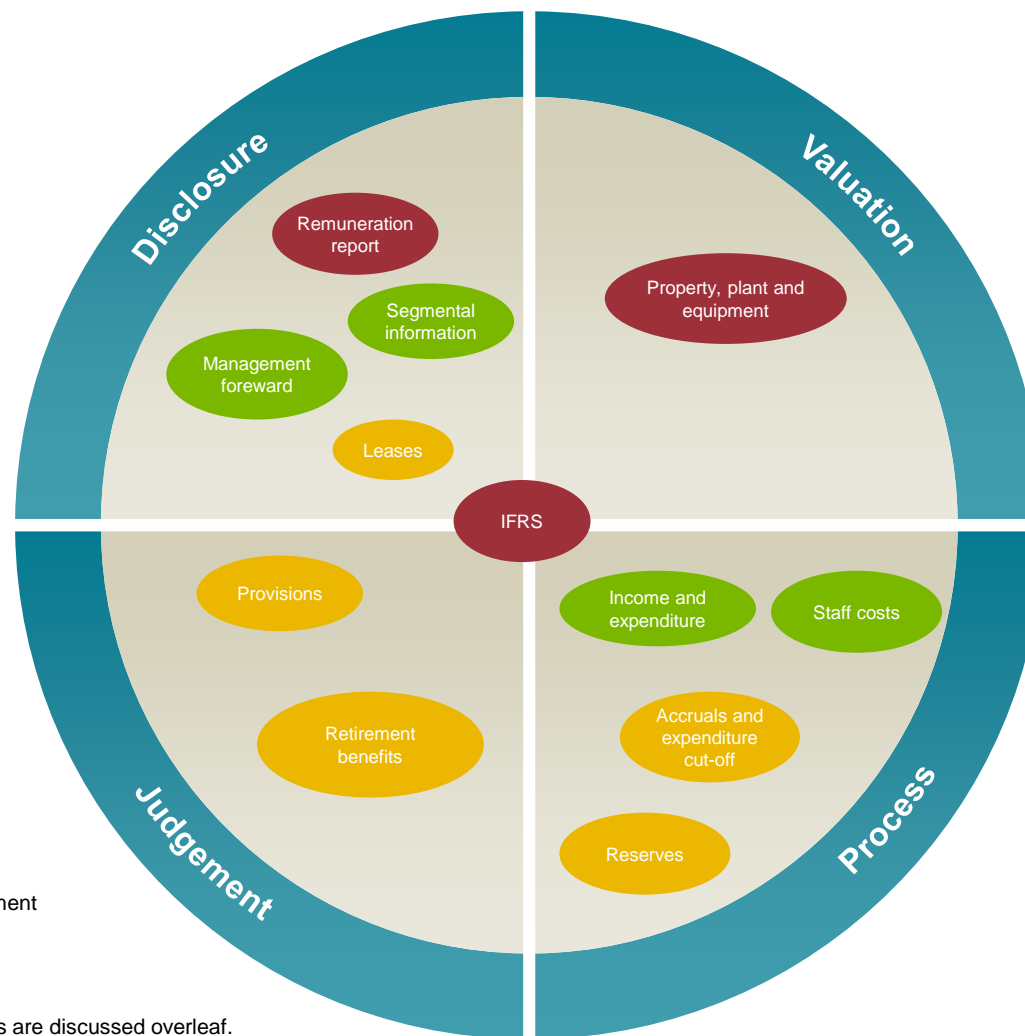 Disclosure
Valuation
Remuneration
report
Segmental
information
Management
foreward
Leases
Property, plant and
equipment
IFRS
Provisions
Retirement
benefits
Income and
expenditure
Staff costs
Accruals and
expenditure
cut-off
Reserves
Judgement
Process
are discussed overleaf.